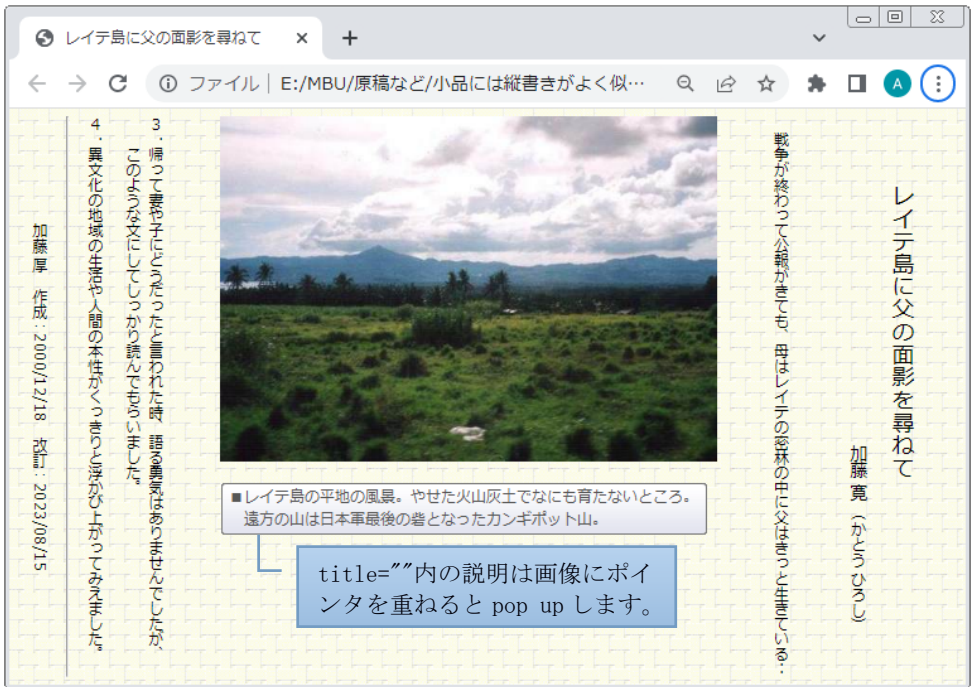 レイテ島に父の面影を尋ねて
ファイル | E:/MBU/原稿など/小品には縦書きがよく似…
A
レイテ島に父の面影を尋ねて
加藤 寛 （かとう ひろし）
戦争が終わって公報がきても、母はレイテの密林の中に父はきっと生きている‥
■レイテ島の平地の風景。やせた火山灰土でなにも育たないところ。
遠方の山は日本軍最後の砦となったカンギポット山。
title=""内の説明は画像にポイ
ンタを重ねると pop up します。
3．帰って妻や子にどうだったと言われた時、語る勇気はありませんでしたが、
このような文にしてしっかり読んでもらいました。
4．異文化の地域の生活や人間の本性がくっきりと浮かび上がってみえました。
加藤 厚　作成：2000/12/18　改訂：2023/08/15